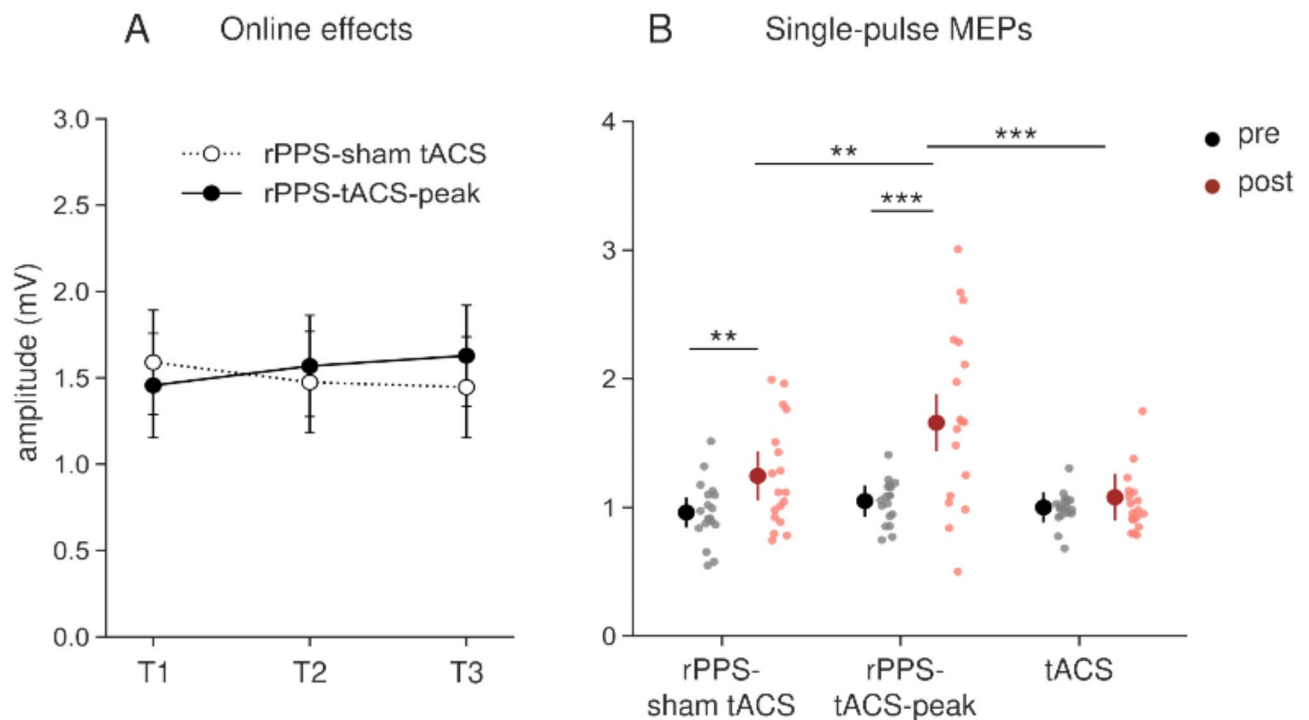 A Online effects
B Single-pulse MEPs
amplitude (mV)
3.0
2.5
2.0
1.5
1.0
0.5
0.0
rPPS-sham tACS
rPPS-tACS-peak
T1 T2 T3
4
3
2
1
0
**
***
***
**
pre
post
rPPS-
sham tACS
rPPS-
tACS-peak
tACS